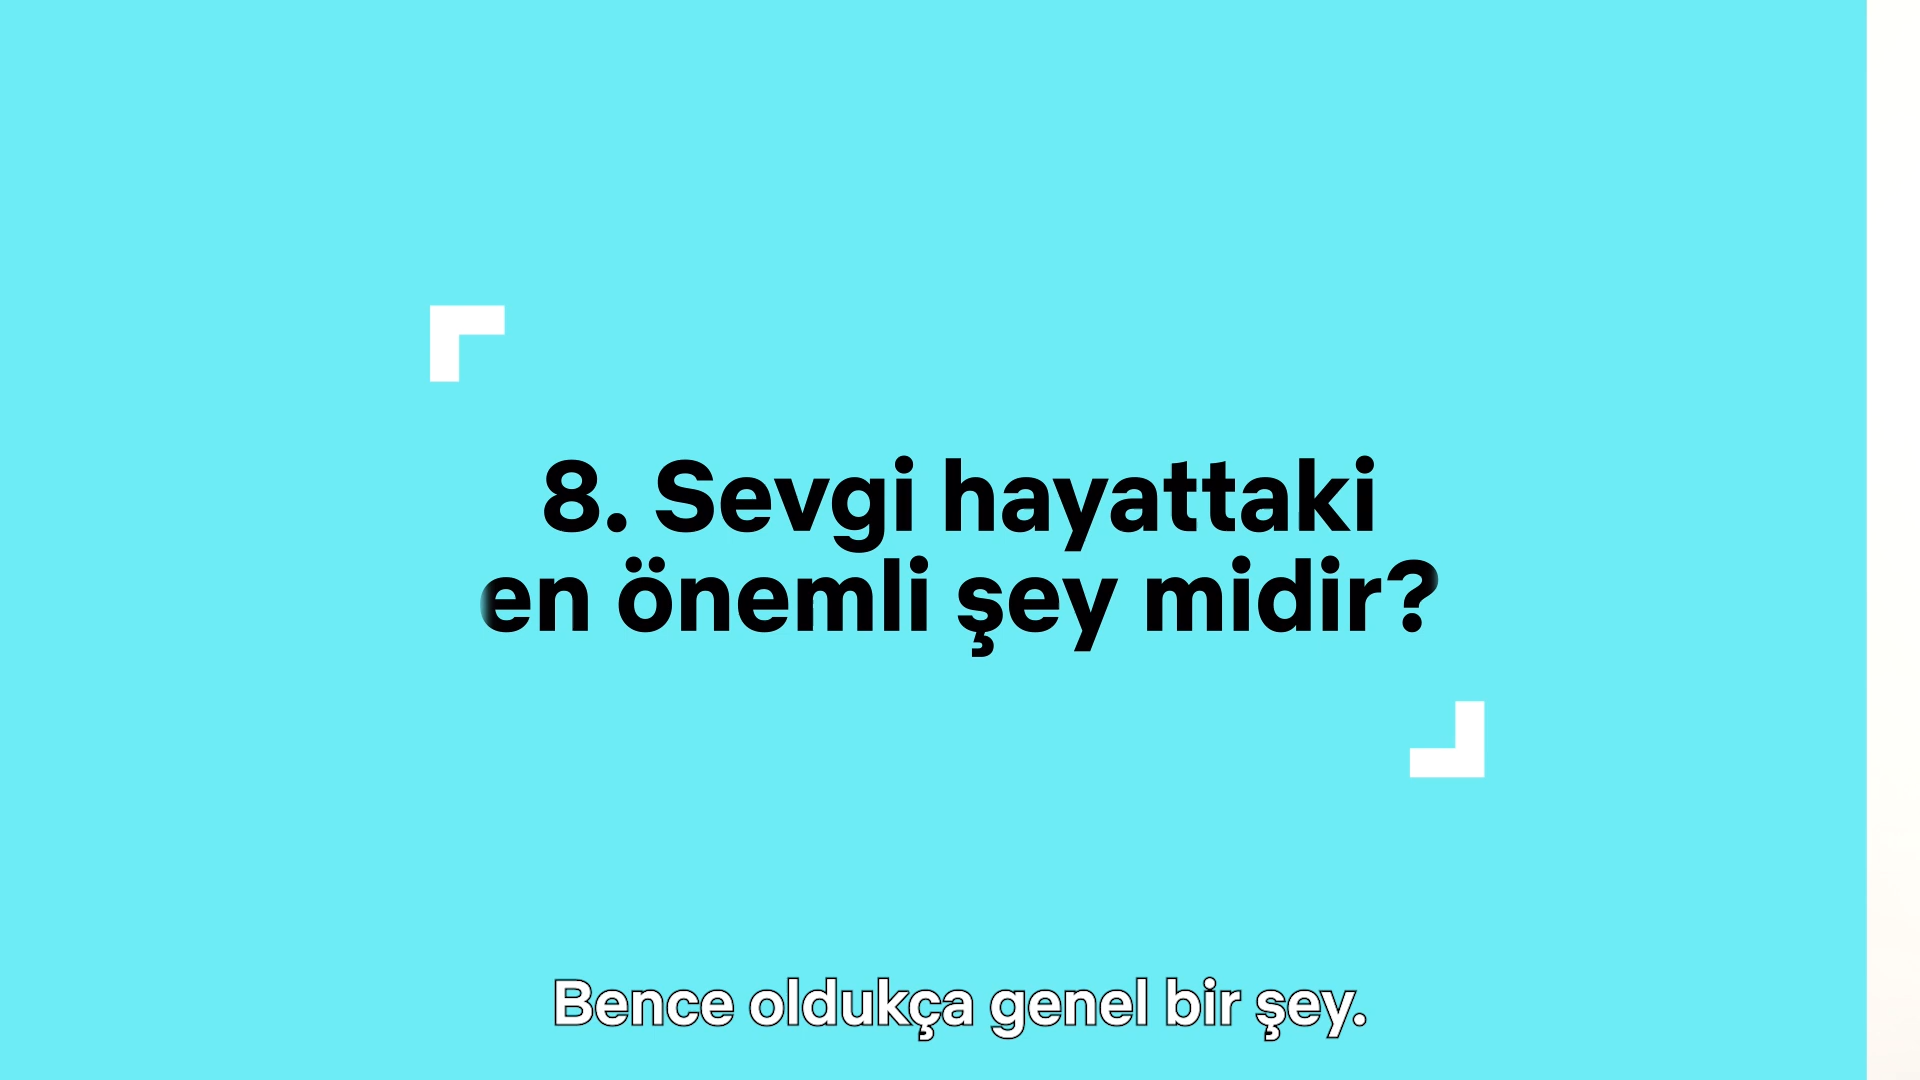 8. Sevgi hayattaki
en önemli şey midir?
Bence oldukça genel bir şey.